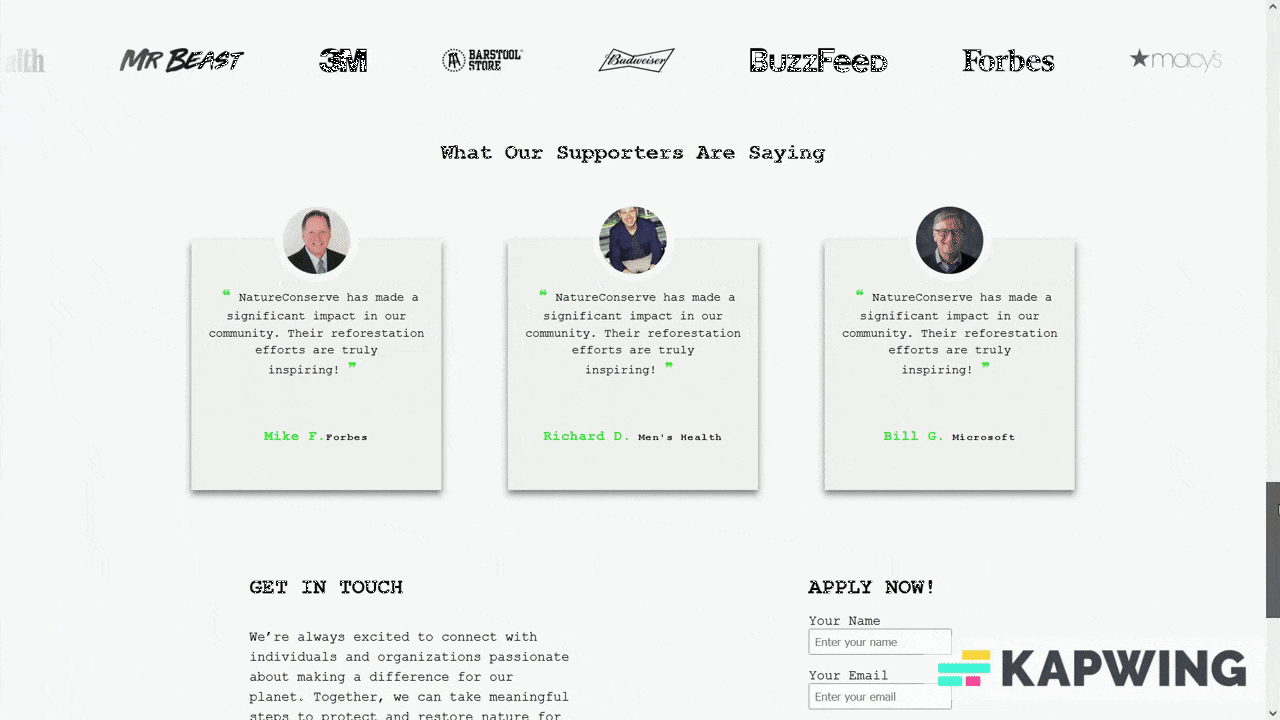 alth MR BEAST 3M BARSTOOL STORE Budweiser BuzzFeed Forbes macy's
What Our Supporters Are Saying
❝ NatureConserve has made a
significant impact in our
community. Their reforestation
efforts are truly
inspiring! ❞
Mike F.Forbes
❝ NatureConserve has made a
significant impact in our
community. Their reforestation
efforts are truly
inspiring! ❞
Richard D. Men's Health
❝ NatureConserve has made a
significant impact in our
community. Their reforestation
efforts are truly
inspiring! ❞
Bill G. Microsoft
GET IN TOUCH
We’re always excited to connect with
individuals and organizations passionate
about making a difference for our
planet. Together, we can take meaningful
steps to protect and restore nature for
APPLY NOW!
Your Name
Enter your name
Your Email
Enter your email
KAPWING